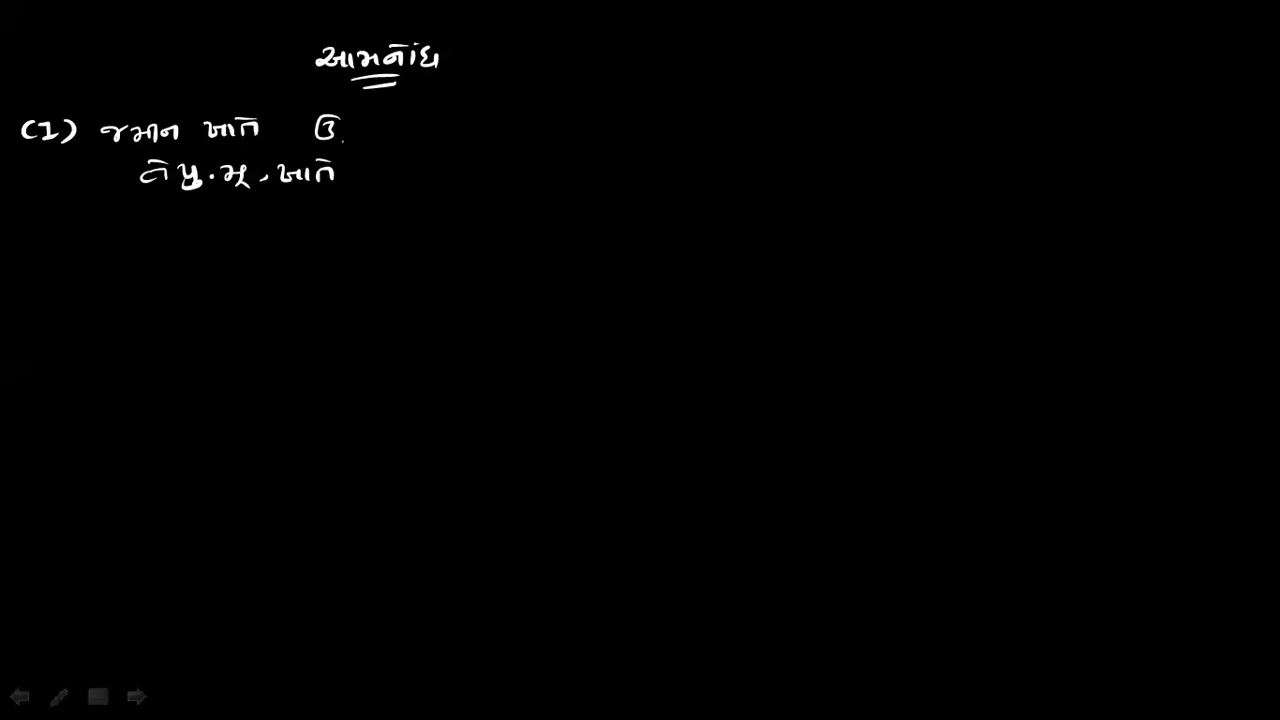 આમનોંધ
(1) જમીન ખાતે ઉ.
તે પુ.મૂ. ખાતે